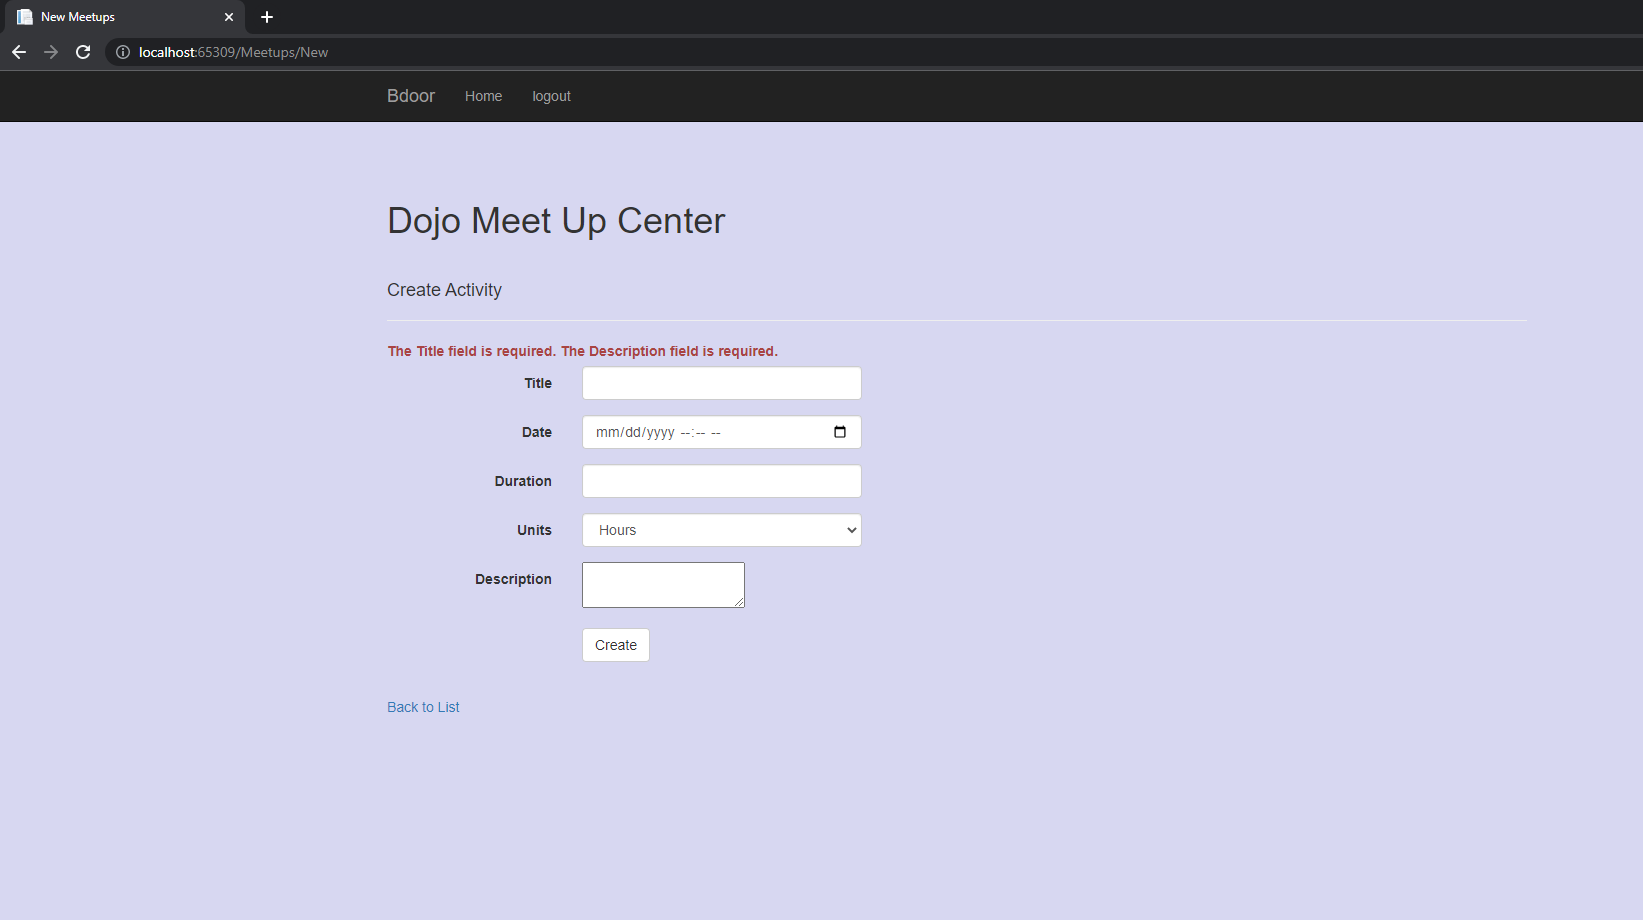 New Meetups
localhost:65309/Meetups/New
Bdoor Home logout
Dojo Meet Up Center
Create Activity
The Title field is required. The Description field is required.
Title
Date mm/dd/yyyy --:-- --
Duration
Units Hours
Description
Create
Back to List